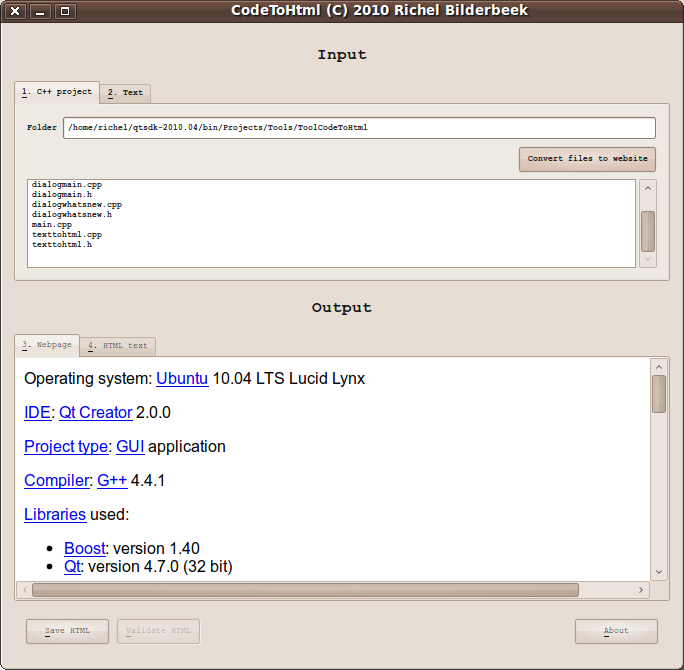 CodeToHtml (C) 2010 Richel Bilderbeek
Input
1. C++ project
2. Text
Folder
/home/richel/qtsdk-2010.04/bin/Projects/Tools/ToolCodeToHtml
Convert files to website
dialogmain.cpp
dialogmain.h
dialogwhatsnew.cpp
dialogwhatsnew.h
main.cpp
texttohtml.cpp
texttohtml.h
Output
3. Webpage
4. HTML text
Operating system: Ubuntu 10.04 LTS Lucid Lynx
IDE: Qt Creator 2.0.0
Project type: GUI application
Compiler: G++ 4.4.1
Libraries used:
• Boost: version 1.40
• Qt: version 4.7.0 (32 bit)
Save HTML
Validate HTML
About